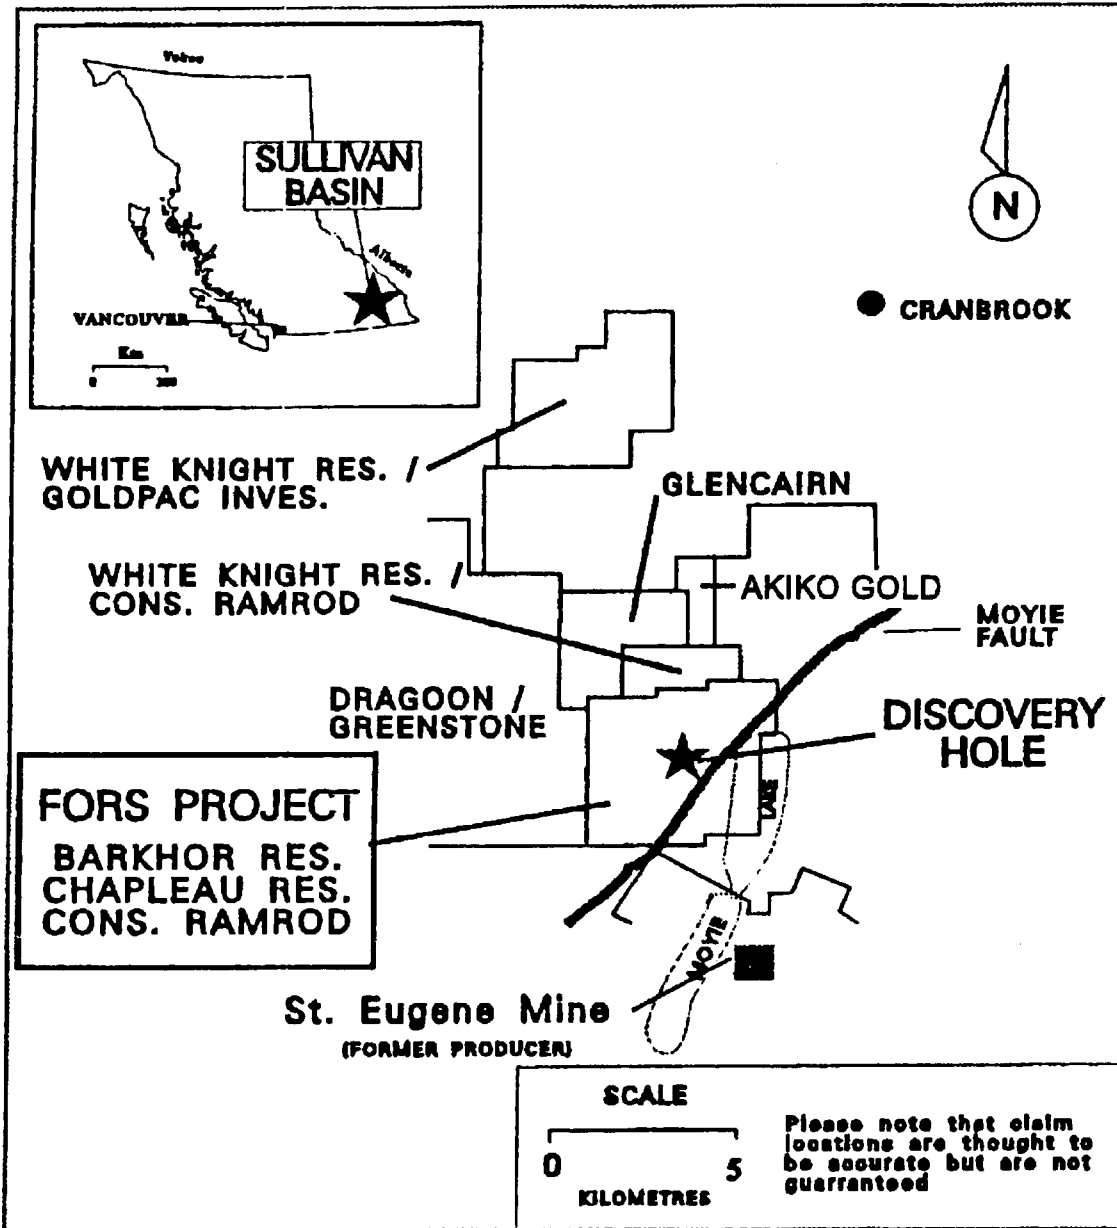 Yukon
SULLIVAN
BASIN
Alberta
VANCOUVER
Km
0
N
CRANBROOK
WHITE KNIGHT RES. /
GOLDPAC INVES.
GLENCAIRN
WHITE KNIGHT RES. /
CONS. RAMROD
AKIKO GOLD
MOYIE
FAULT
DRAGOON /
GREENSTONE
DISCOVERY
HOLE
LAKE
FORS PROJECT
BARKHOR RES.
CHAPLEAU RES.
CONS. RAMROD
MOYIE
St. Eugene Mine
(FORMER PRODUCER)
SCALE
0 5
KILOMETRES
Please note that claim
locations are thought to
be accurate but are not
guarranteed